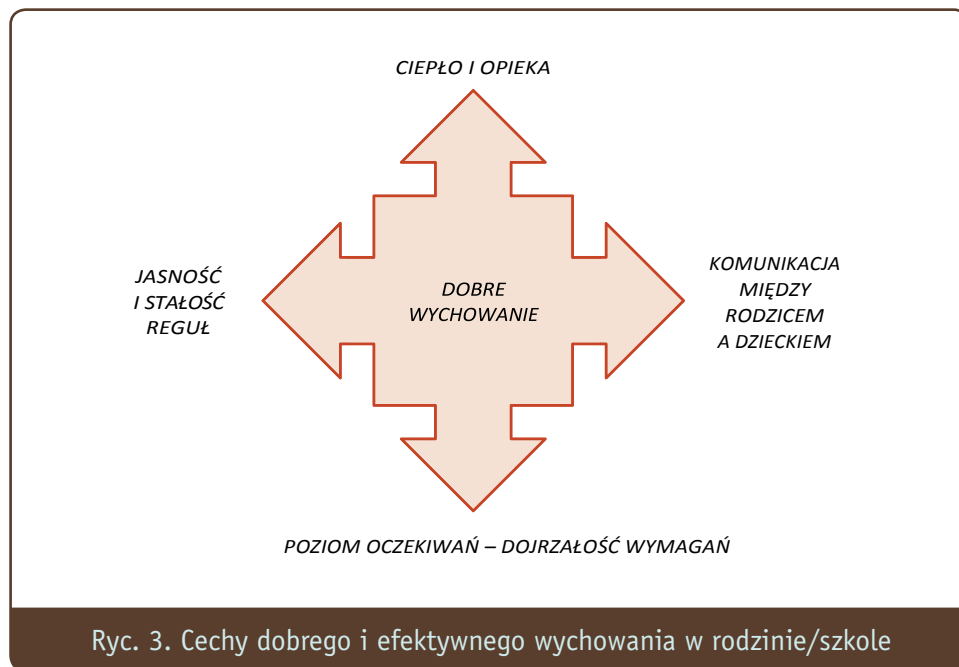 CIEPŁO I OPIEKA
JASNOŚĆ
I STAŁOŚĆ
REGUŁ
DOBRE
WYCHOWANIE
KOMUNIKACJA
MIĘDZY
RODZICEM
A DZIECKIEM
POZIOM OCZEKIWAŃ – DOJRZAŁOŚĆ WYMAGAŃ
Ryc. 3. Cechy dobrego i efektywnego wychowania w rodzinie/szkole